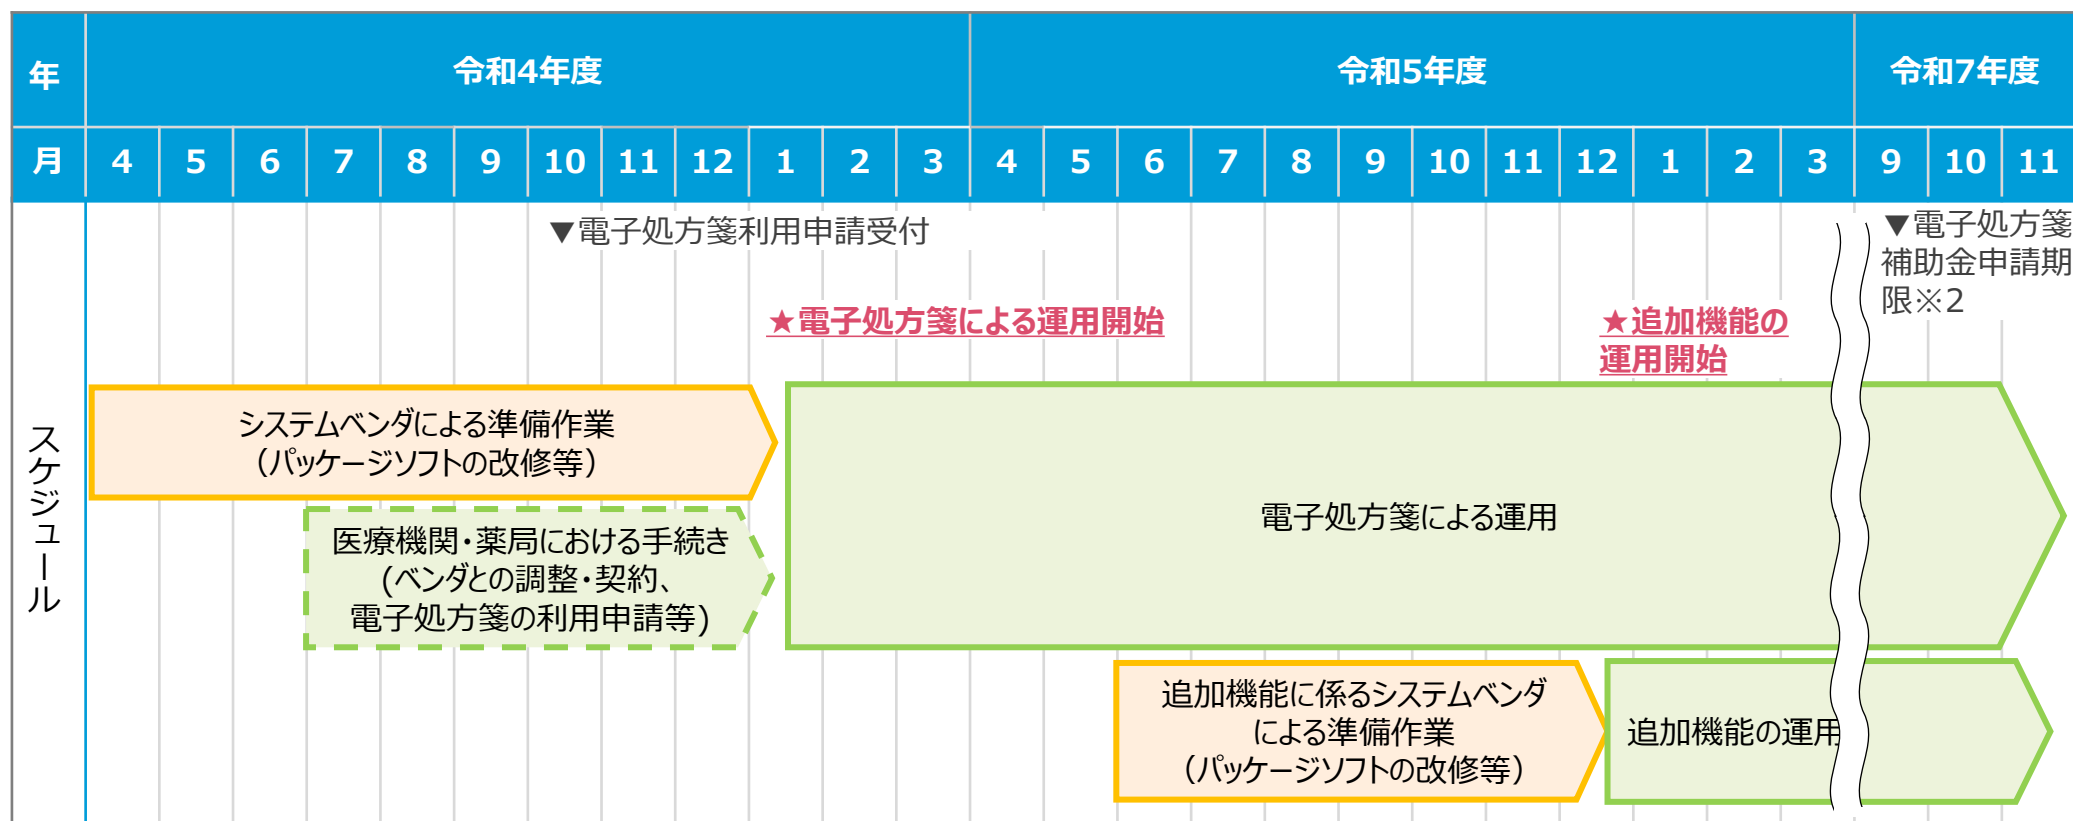 年 令和4年度 令和5年度 令和7年度
月 4 5 6 7 8 9 10 11 12 1 2 3 4 5 6 7 8 9 10 11 12 1 2 3 9 10 11
スケジュール
▼電子処方箋利用申請受付
▼電子処方箋
補助金申請期
限※2
★電子処方箋による運用開始
★追加機能の
運用開始
システムベンダによる準備作業
（パッケージソフトの改修等）
医療機関・薬局における手続き
(ベンダとの調整・契約、
電子処方箋の利用申請等)
電子処方箋による運用
追加機能に係るシステムベンダ
による準備作業
（パッケージソフトの改修等）
追加機能の運用